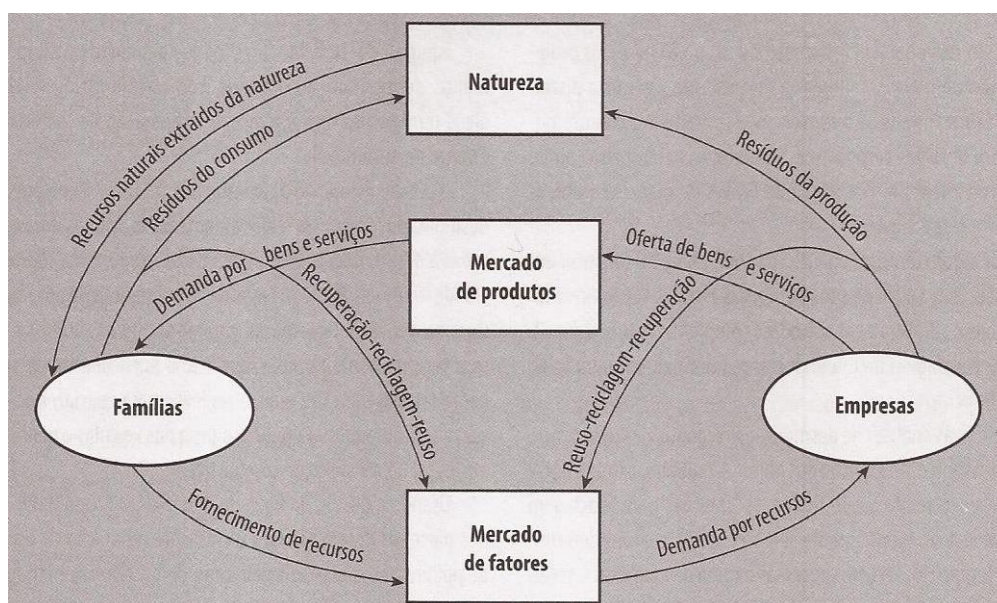 Natureza
Recursos naturais extraídos da natureza
Resíduos do consumo
Resíduos da produção
Demanda por bens e serviços
Mercado
de produtos
Oferta de bens e serviços
Recuperação-reciclagem-reuso
Reuso-reciclagem-recuperação
Famílias
Empresas
Fornecimento de recursos
Mercado
de fatores
Demanda por recursos